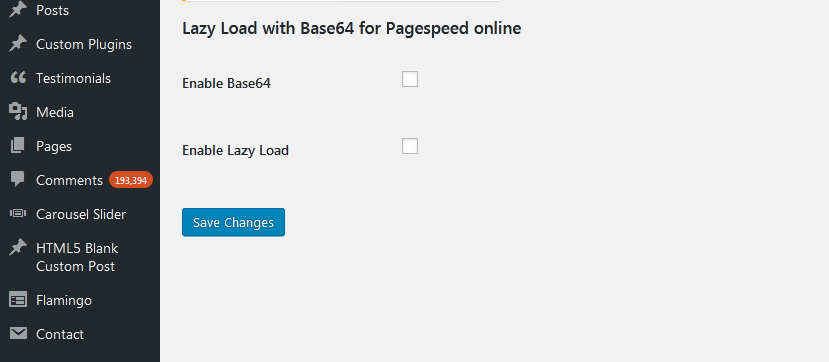 Posts
Custom Plugins
Testimonials
Media
Pages
Comments 193,394
Carousel Slider
HTML5 Blank
Custom Post
Flamingo
Contact
Lazy Load with Base64 for Pagespeed online
Enable Base64
Enable Lazy Load
Save Changes